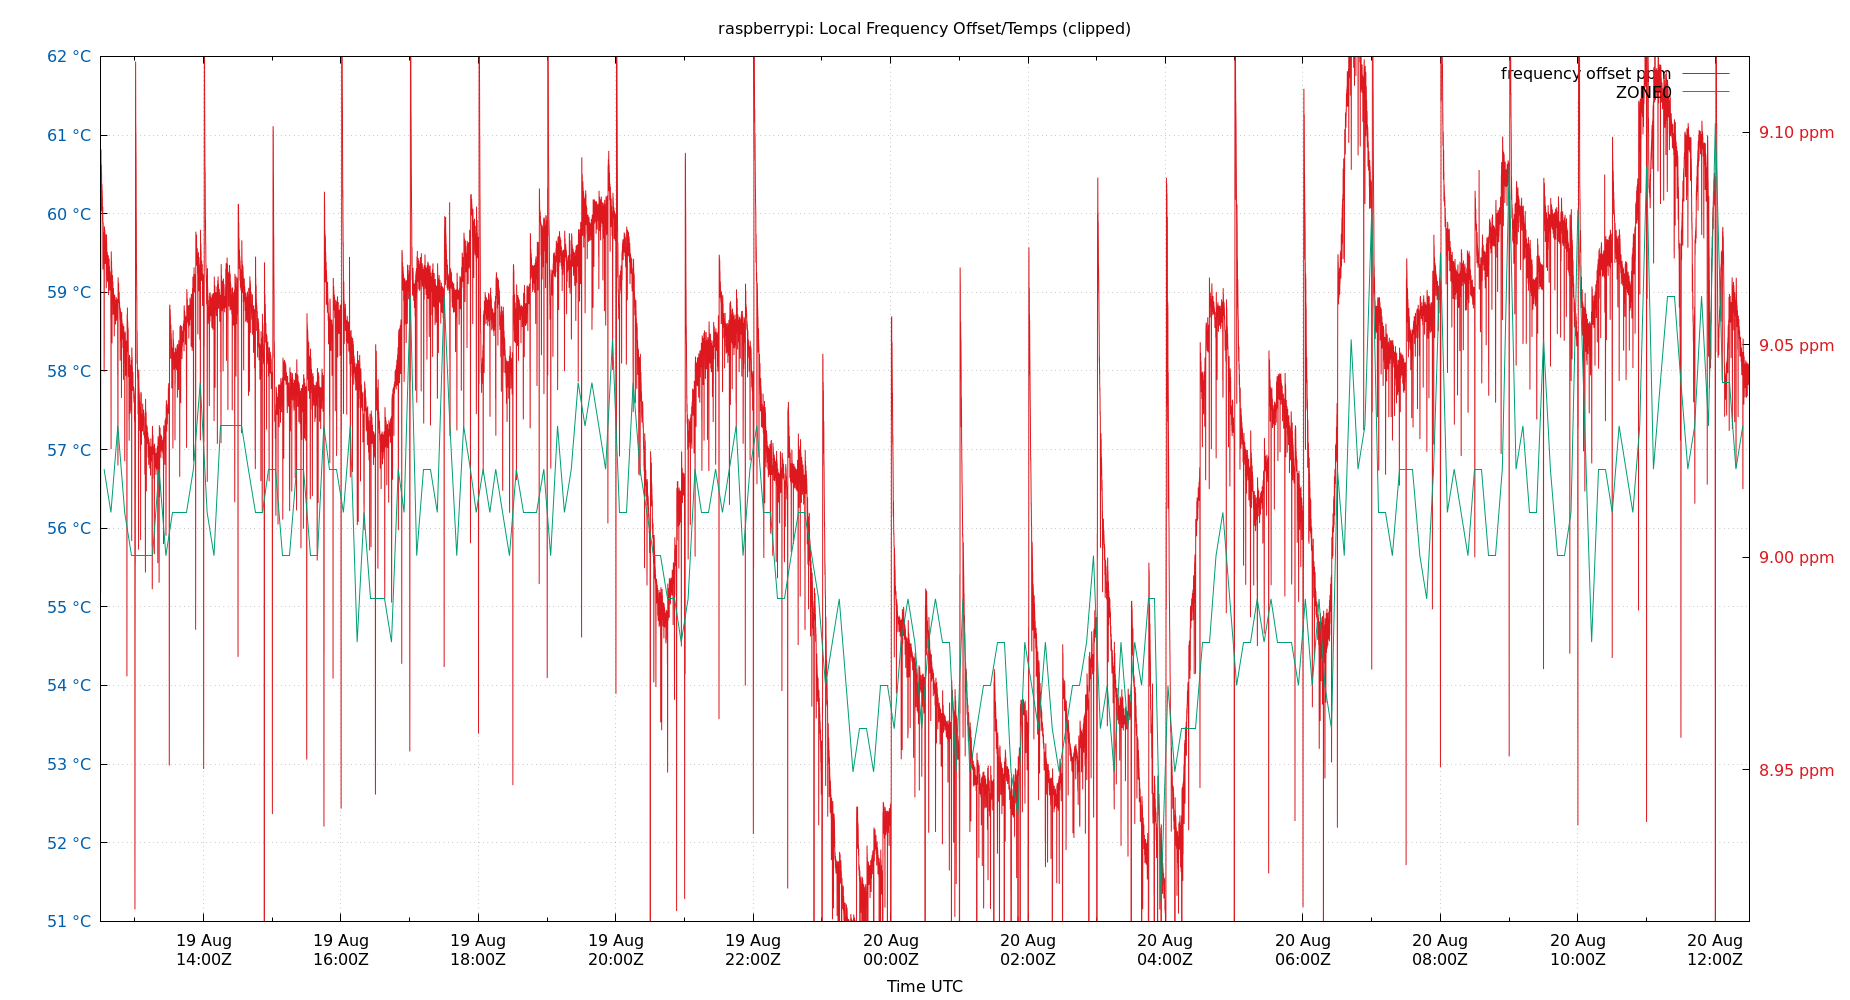 raspberrypi: Local Frequency Offset/Temps (clipped)
62 °C
61 °C
60 °C
59 °C
58 °C
57 °C
56 °C
55 °C
54 °C
53 °C
52 °C
51 °C
frequency offset ppm
ZONE0
9.10 ppm
9.05 ppm
9.00 ppm
8.95 ppm
19 Aug 14:00Z
19 Aug 16:00Z
19 Aug 18:00Z
19 Aug 20:00Z
19 Aug 22:00Z
20 Aug 00:00Z
20 Aug 02:00Z
20 Aug 04:00Z
20 Aug 06:00Z
20 Aug 08:00Z
20 Aug 10:00Z
20 Aug 12:00Z
Time UTC